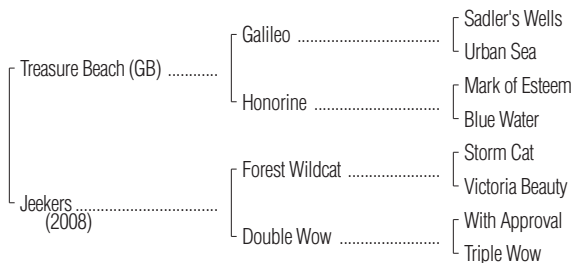 Sadler's Wells
Galileo ...................................
Urban Sea
Treasure Beach (GB) ............
Mark of Esteem
Honorine ...............................
Blue Water
Storm Cat
Forest Wildcat ......................
Victoria Beauty
Jeekers...................................
(2008)
With Approval
Double Wow ........................
Triple Wow